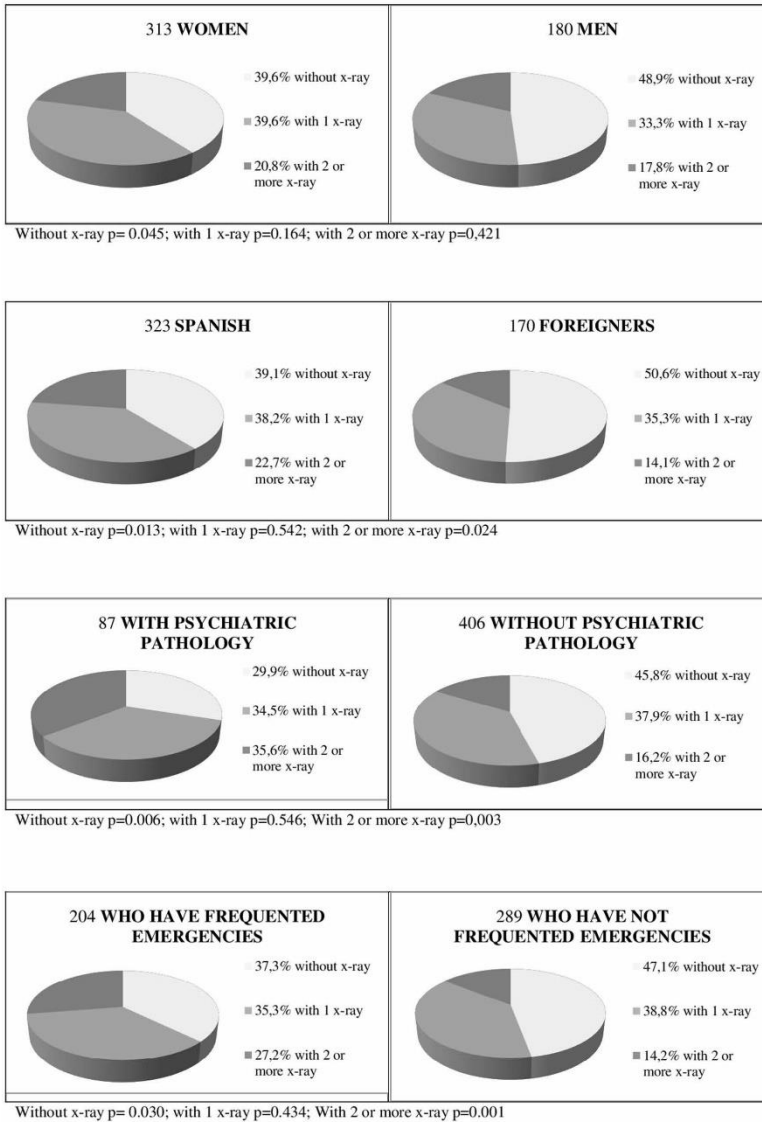 313 WOMEN
39,6% without x-ray
39,6% with 1 x-ray
20,8% with 2 or
more x-ray
180 MEN
48,9% without x-ray
33,3% with 1 x-ray
17,8% with 2 or
more x-ray
Without x-ray p= 0.045; with 1 x-ray p=0.164; with 2 or more x-ray p=0,421
323 SPANISH
39,1% without x-ray
38,2% with 1 x-ray
22,7% with 2 or
more x-ray
170 FOREIGNERS
50,6% without x-ray
35,3% with 1 x-ray
14,1% with 2 or
more x-ray
Without x-ray p=0.013; with 1 x-ray p=0.542; with 2 or more x-ray p=0.024
87 WITH PSYCHIATRIC
PATHOLOGY
29,9% without x-ray
34,5% with 1 x-ray
35,6% with 2 or
more x-ray
406 WITHOUT PSYCHIATRIC
PATHOLOGY
45,8% without x-ray
37,9% with 1 x-ray
16,2% with 2 or
more x-ray
Without x-ray p=0.006; with 1 x-ray p=0.546; With 2 or more x-ray p=0,003
204 WHO HAVE FREQUENTED
EMERGENCIES
37,3% without x-ray
35,3% with 1 x-ray
27,2% with 2 or
more x-ray
289 WHO HAVE NOT
FREQUENTED EMERGENCIES
47,1% without x-ray
38,8% with 1 x-ray
14,2% with 2 or
more x-ray
Without x-ray p= 0.030; with 1 x-ray p=0.434; With 2 or more x-ray p=0.001